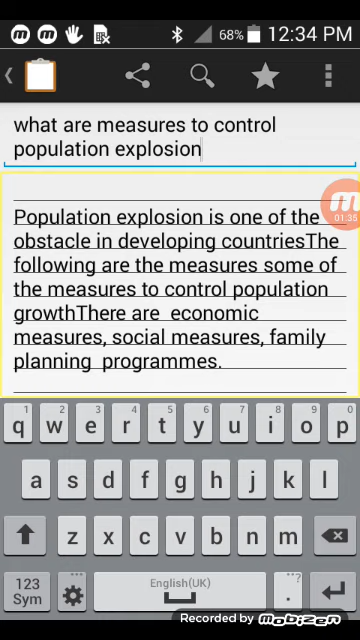 68% 12:34 PM
what are measures to control
population explosion
01:35
Population explosion is one of the
obstacle in developing countriesThe
following are the measures some of
the measures to control population
growthThere are economic
measures, social measures, family
planning programmes.
1 2 3 4 5 6 7 8 9 0
q w e r t y u i o p
a s d f g h j k l
z x c v b n m
123
Sym
English(UK)
Recorded by mobizen